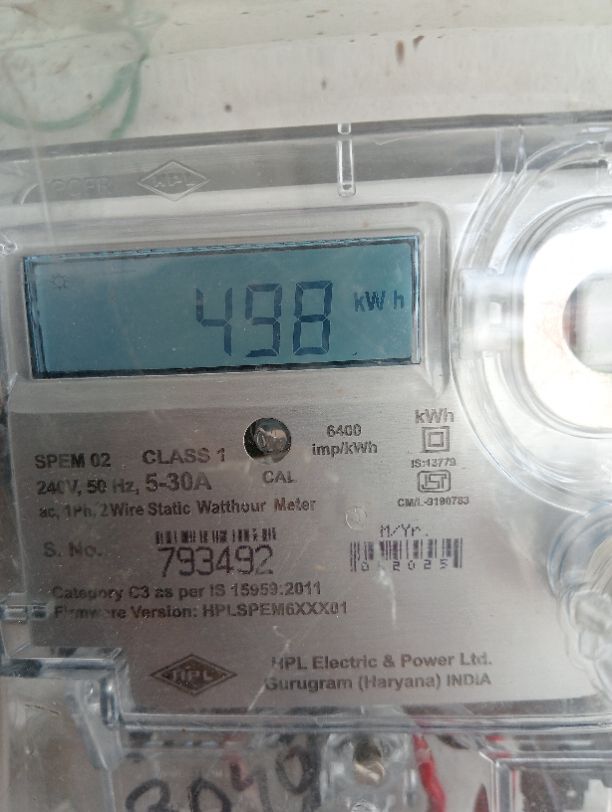 HPL
498 kWh
6400
imp/kWh
kWh
SPEM 02 CLASS 1
CAL
IS:13779
240V, 50 Hz, 5-30A
CM/L-3190783
ac, 1Ph, 2Wire Static Watthour Meter
M/Yr.
S. No. 793492
042025
Category C3 as per IS 15959:2011
Firmware Version: HPLSPEM6XXX01
HPL
HPL Electric & Power Ltd.
Gurugram (Haryana) INDIA